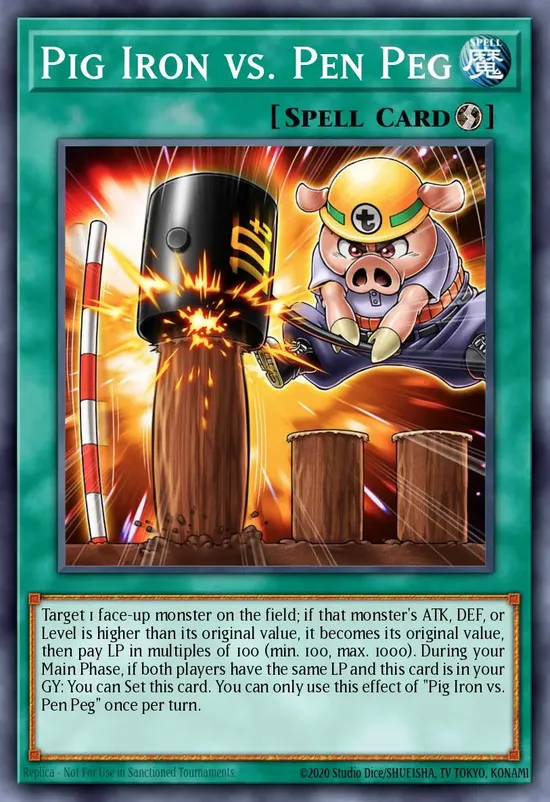 PIG IRON VS. PEN PEG
SPELL
魔
[SPELL CARD]
10t
t
Target 1 face-up monster on the field; if that monster's ATK, DEF, or
Level is higher than its original value, it becomes its original value,
then pay LP in multiples of 100 (min. 100, max. 1000). During your
Main Phase, if both players have the same LP and this card is in your
GY: You can Set this card. You can only use this effect of "Pig Iron vs.
Pen Peg" once per turn.
Replica - Not For Use in Sanctioned Tournaments
©2020 Studio Dice/SHUEISHA, TV TOKYO, KONAMI